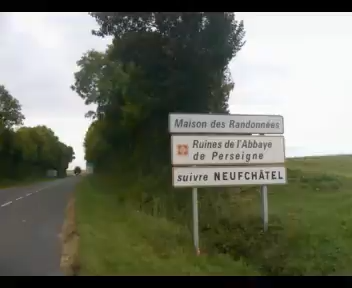 Maison des Randonnées
Ruines de l'Abbaye
de Perseigne
suivre NEUFCHÂTEL